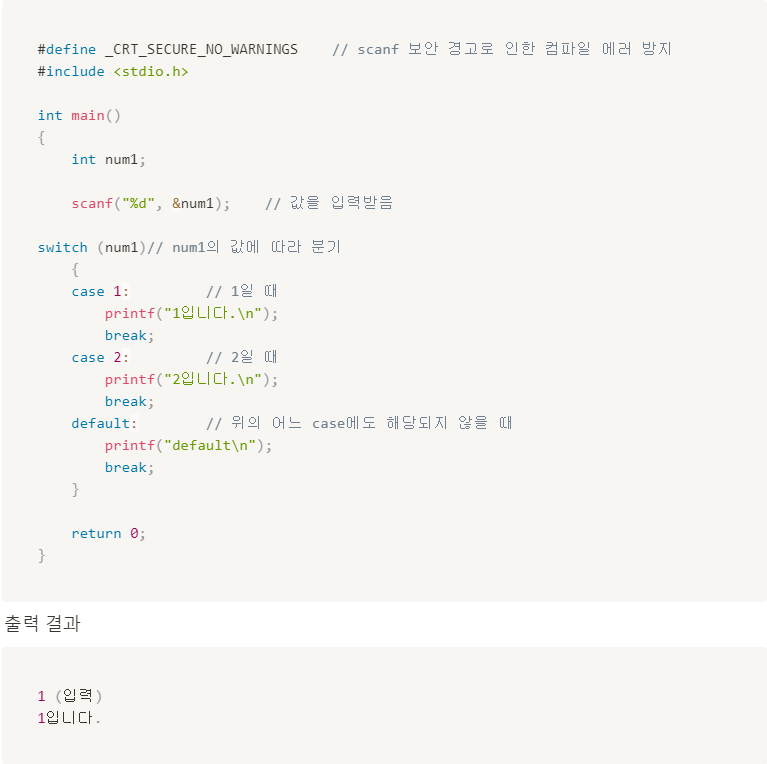 #define _CRT_SECURE_NO_WARNINGS    // scanf 보안 경고로 인한 컴파일 에러 방지
#include <stdio.h>
int main()
{
    int num1;
    scanf("%d", &num1);    // 값을 입력받음
switch (num1)// num1의 값에 따라 분기
    {
    case 1:         // 1일 때
        printf("1입니다.\n");
        break;
    case 2:         // 2일 때
        printf("2입니다.\n");
        break;
    default:        // 위의 어느 case에도 해당되지 않을 때
        printf("default\n");
        break;
    }
    return 0;
}
출력 결과
1 (입력)
1입니다.